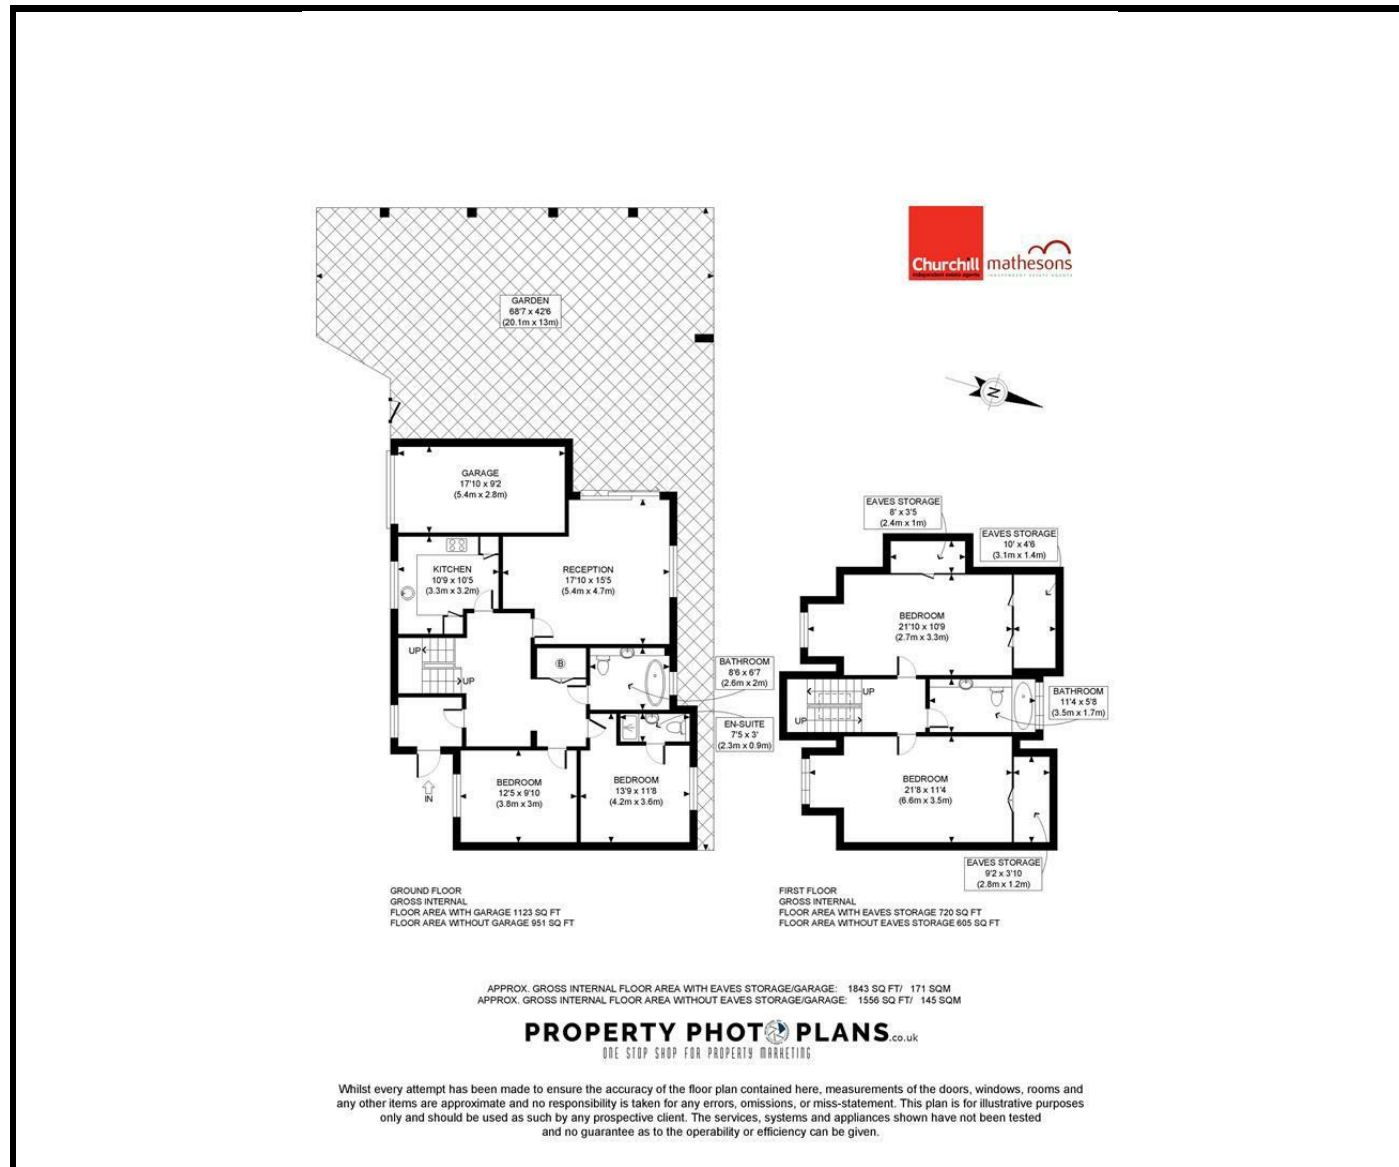 GARDEN
68'7 x 42'6
(20.1m x 13m)
Churchill
independent estate agents
mathesons
INDEPENDENT ESTATE AGENTS
N
GARAGE
17'10 x 9'2
(5.4m x 2.8m)
KITCHEN
10'9 x 10'5
(3.3m x 3.2m)
RECEPTION
17'10 x 15'5
(5.4m x 4.7m)
UP
UP
B
BATHROOM
8'6 x 6'7
(2.6m x 2m)
EN-SUITE
7'5 x 3'
(2.3m x 0.9m)
BEDROOM
12'5 x 9'10
(3.8m x 3m)
BEDROOM
13'9 x 11'8
(4.2m x 3.6m)
IN
EAVES STORAGE
8' x 3'5
(2.4m x 1m)
EAVES STORAGE
10' x 4'6
(3.1m x 1.4m)
BEDROOM
21'10 x 10'9
(2.7m x 3.3m)
UP
UP
BATHROOM
11'4 x 5'8
(3.5m x 1.7m)
BEDROOM
21'8 x 11'4
(6.6m x 3.5m)
EAVES STORAGE
9'2 x 3'10
(2.8m x 1.2m)
GROUND FLOOR
GROSS INTERNAL
FLOOR AREA WITH GARAGE 1123 SQ FT
FLOOR AREA WITHOUT GARAGE 951 SQ FT
FIRST FLOOR
GROSS INTERNAL
FLOOR AREA WITH EAVES STORAGE 720 SQ FT
FLOOR AREA WITHOUT EAVES STORAGE 605 SQ FT
APPROX. GROSS INTERNAL FLOOR AREA WITH EAVES STORAGE/GARAGE: 1843 SQ FT/ 171 SQM
APPROX. GROSS INTERNAL FLOOR AREA WITHOUT EAVES STORAGE/GARAGE: 1556 SQ FT/ 145 SQM
PROPERTY PHOTO PLANS.co.uk
ONE STOP SHOP FOR PROPERTY MARKETING
Whilst every attempt has been made to ensure the accuracy of the floor plan contained here, measurements of the doors, windows, rooms and
any other items are approximate and no responsibility is taken for any errors, omissions, or miss-statement. This plan is for illustrative purposes
only and should be used as such by any prospective client. The services, systems and appliances shown have not been tested
and no guarantee as to the operability or efficiency can be given.